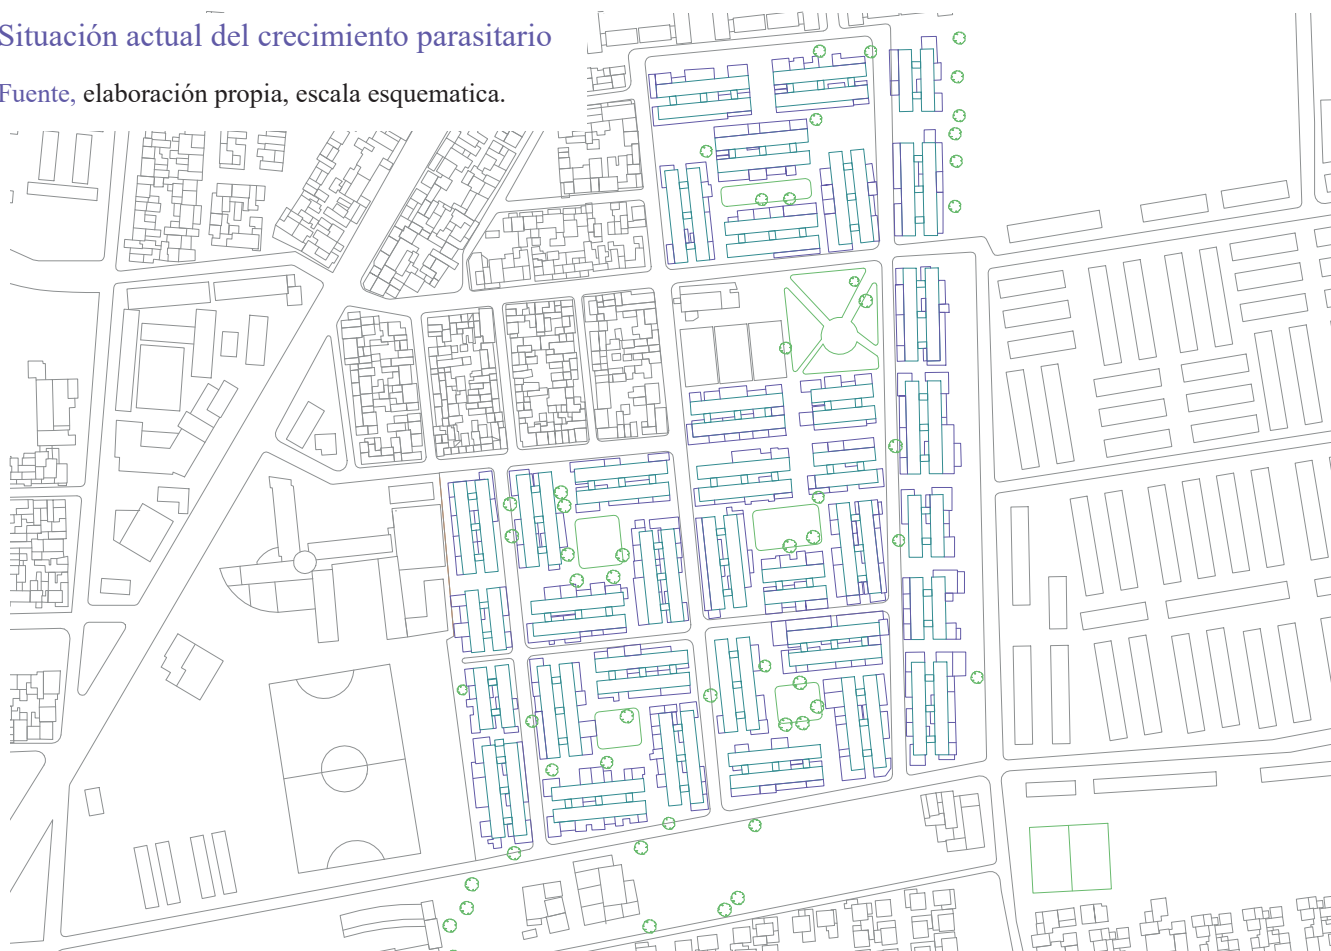 Situación actual del crecimiento parasitario
Fuente, elaboración propia, escala esquematica.